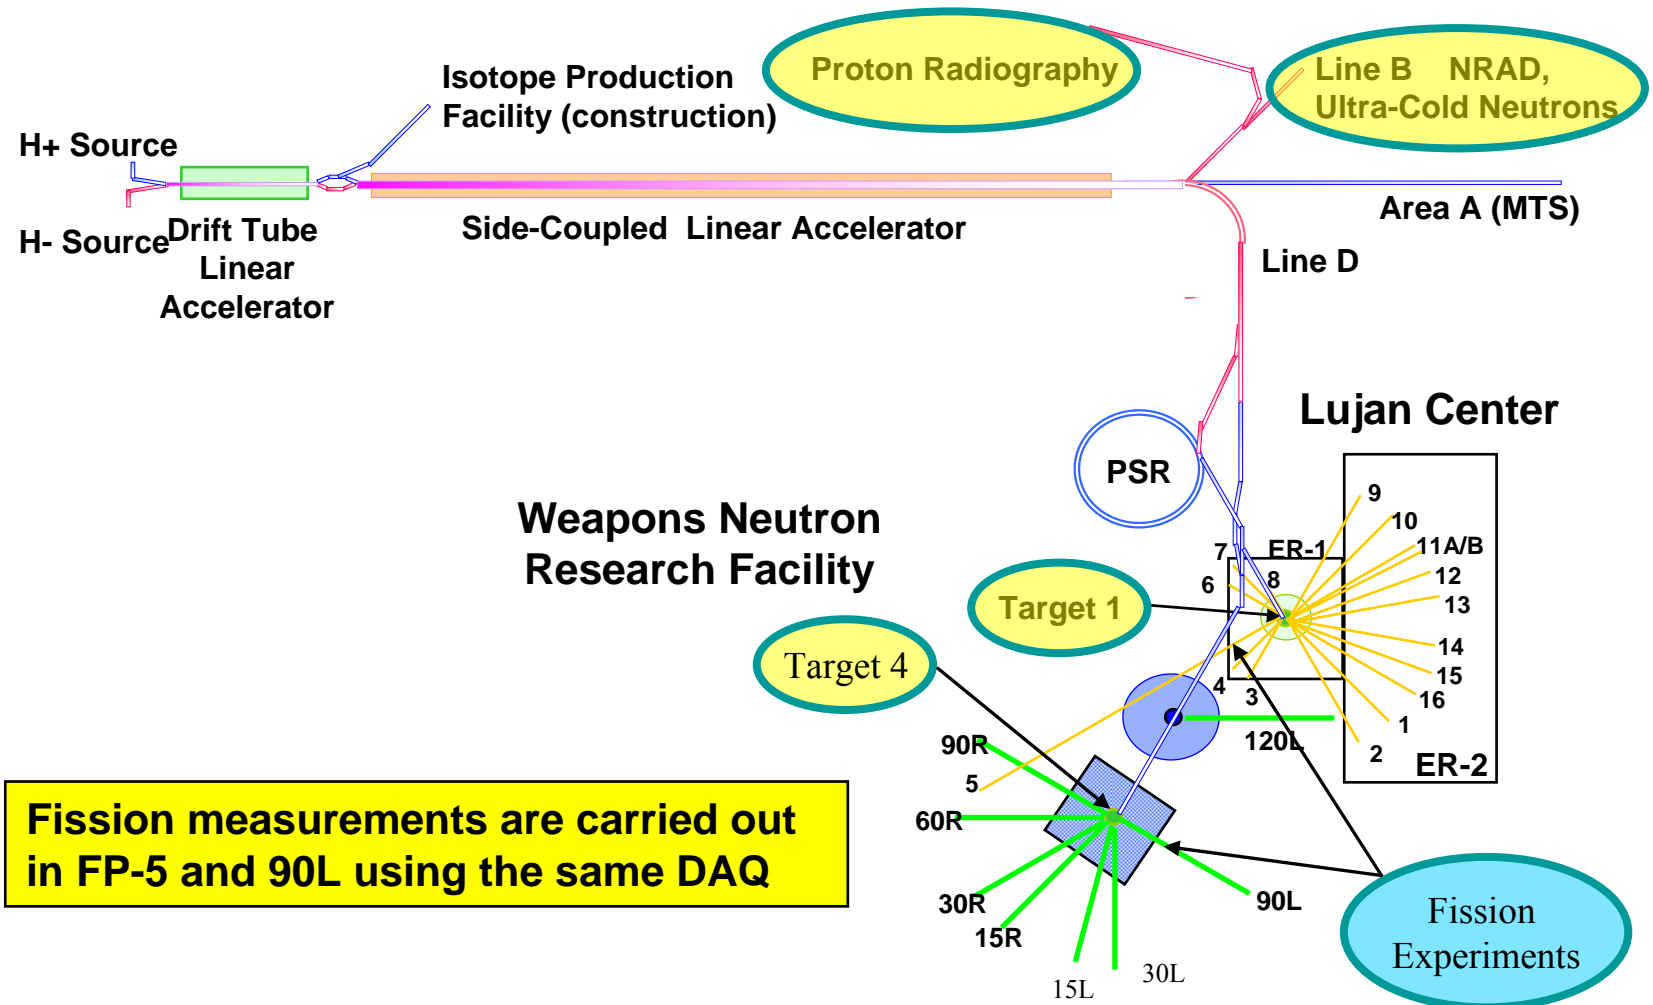 Proton Radiography
Line B NRAD,
Ultra-Cold Neutrons
Isotope Production
Facility (construction)
H+ Source
H- Source
Drift Tube
Linear
Accelerator
Side-Coupled Linear Accelerator
Area A (MTS)
Line D
Lujan Center
PSR
Weapons Neutron
Research Facility
9
10
11A/B
12
13
14
15
16
1
2
ER-2
7
ER-1
6
8
4
3
Target 1
Target 4
120L
90R
5
60R
30R
15R
15L
30L
90L
Fission measurements are carried out
in FP-5 and 90L using the same DAQ
Fission
Experiments